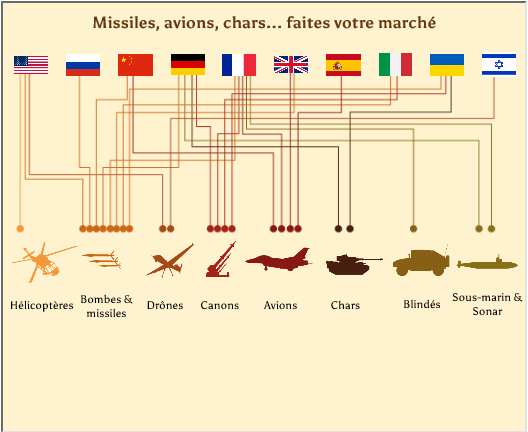 Missiles, avions, chars... faites votre marché
Hélicoptères
Bombes &
missiles
Drônes
Canons
Avions
Chars
Blindés
Sous-marin &
Sonar